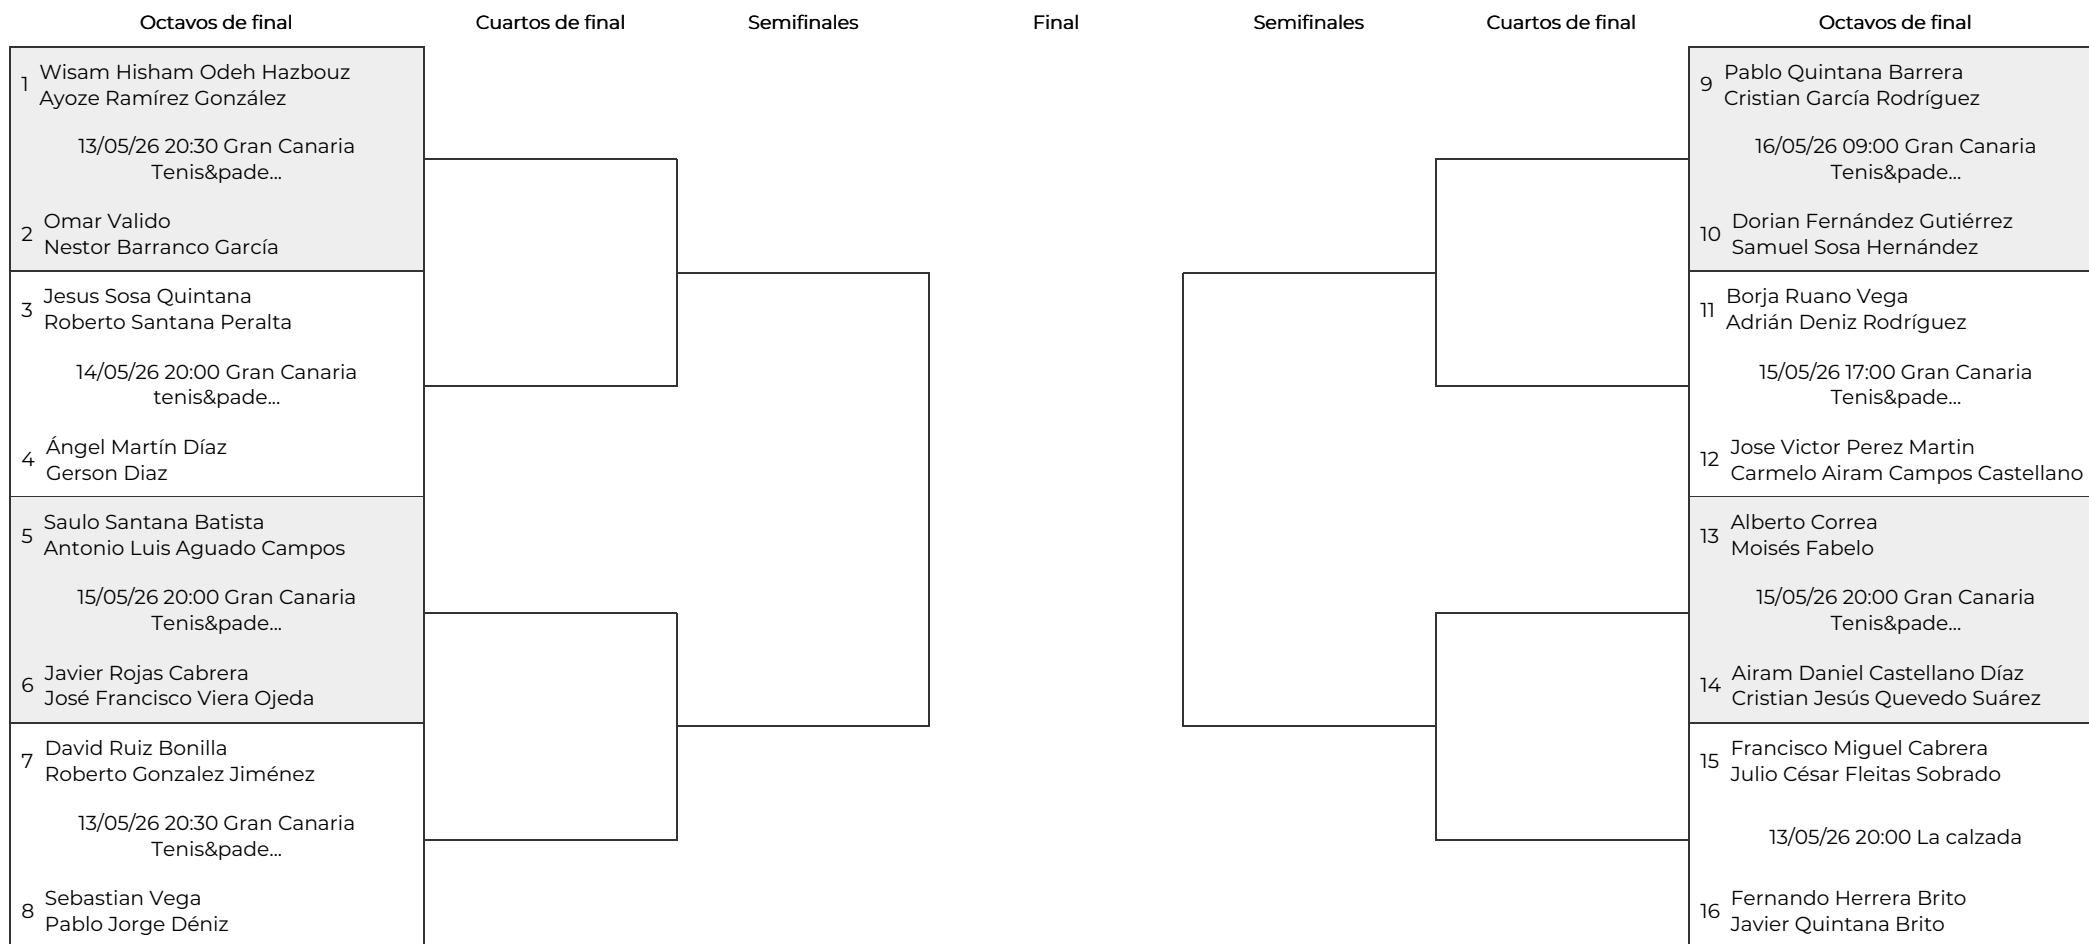 Octavos de final
Cuartos de final
Semifinales
Final
Semifinales
Cuartos de final
Octavos de final
1
Wisam Hisham Odeh Hazbouz
Ayoze Ramírez González
13/05/26 20:30 Gran Canaria
Tenis&pade...
2
Omar Valido
Nestor Barranco García
3
Jesus Sosa Quintana
Roberto Santana Peralta
14/05/26 20:00 Gran Canaria
tenis&pade...
4
Ángel Martín Díaz
Gerson Diaz
5
Saulo Santana Batista
Antonio Luis Aguado Campos
15/05/26 20:00 Gran Canaria
Tenis&pade...
6
Javier Rojas Cabrera
José Francisco Viera Ojeda
7
David Ruiz Bonilla
Roberto Gonzalez Jiménez
13/05/26 20:30 Gran Canaria
Tenis&pade...
8
Sebastian Vega
Pablo Jorge Déniz
9
Pablo Quintana Barrera
Cristian García Rodríguez
16/05/26 09:00 Gran Canaria
Tenis&pade...
10
Dorian Fernández Gutiérrez
Samuel Sosa Hernández
11
Borja Ruano Vega
Adrián Deniz Rodríguez
15/05/26 17:00 Gran Canaria
Tenis&pade...
12
Jose Victor Perez Martin
Carmelo Airam Campos Castellano
13
Alberto Correa
Moisés Fabelo
15/05/26 20:00 Gran Canaria
Tenis&pade...
14
Airam Daniel Castellano Díaz
Cristian Jesús Quevedo Suárez
15
Francisco Miguel Cabrera
Julio César Fleitas Sobrado
13/05/26 20:00 La calzada
16
Fernando Herrera Brito
Javier Quintana Brito